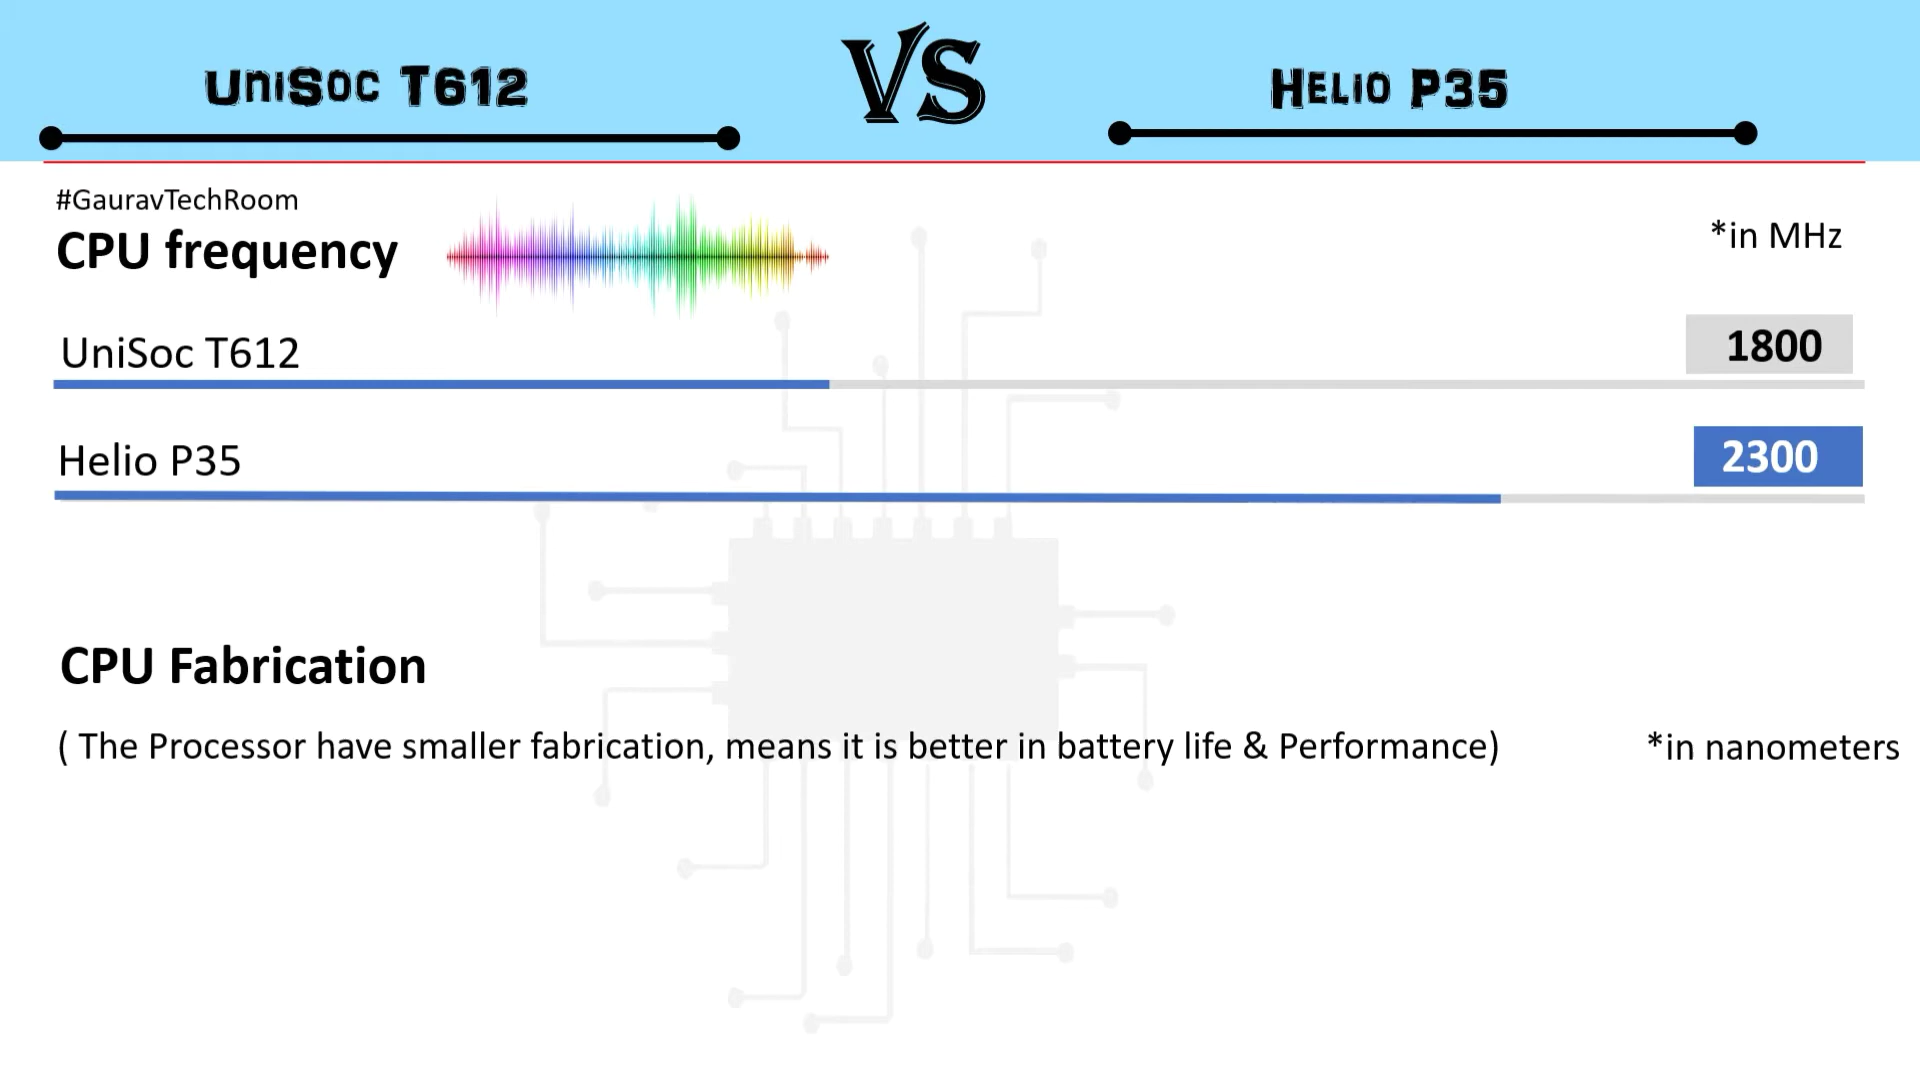 UniSoc T612
VS
Helio P35
#GauravTechRoom
CPU frequency
*in MHz
UniSoc T612
1800
Helio P35
2300
CPU Fabrication
( The Processor have smaller fabrication, means it is better in battery life & Performance)
*in nanometers